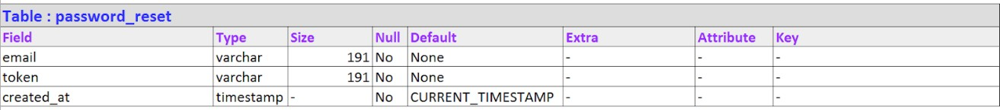 Table : password_reset
Field Type Size Null Default Extra Attribute Key
email varchar 191 No None - - -
token varchar 191 No None - - -
created_at timestamp - No CURRENT_TIMESTAMP - - -